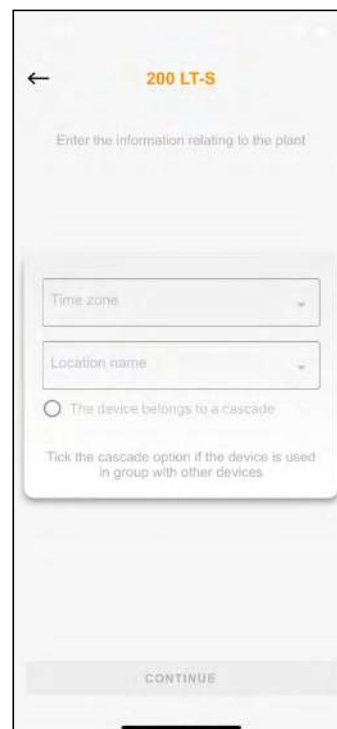 200 LT-S
Enter the information relating to the plant
Time zone
Location name
The device belongs to a cascade
Tick the cascade option if the device is used
in group with other devices
CONTINUE